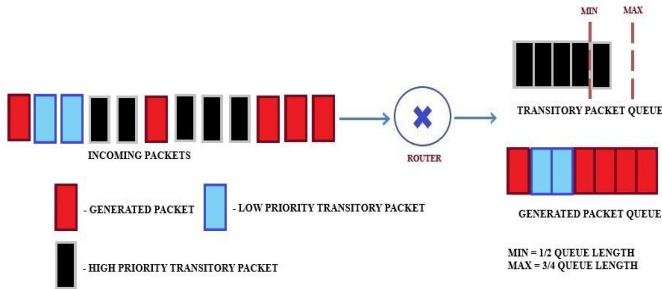 MIN MAX
TRANSITORY PACKET QUEUE
INCOMING PACKETS
ROUTER
- GENERATED PACKET
- LOW PRIORITY TRANSITORY PACKET
GENERATED PACKET QUEUE
- HIGH PRIORITY TRANSITORY PACKET
MIN = 1/2 QUEUE LENGTH
MAX = 3/4 QUEUE LENGTH